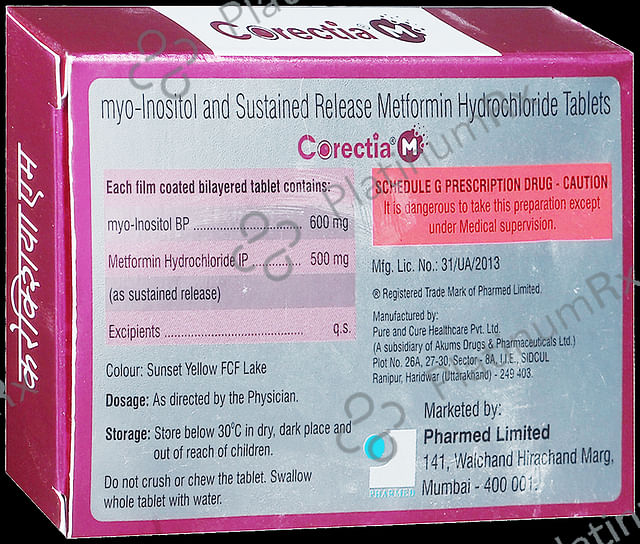 Corectia M
myo-Inositol and Sustained Release Metformin Hydrochloride Tablets
Corectia® M
Each film coated bilayered tablet contains:
myo-Inositol BP .............................. 600 mg
Metformin Hydrochloride IP............. 500 mg
(as sustained release)
Excipients ...................................... q.s.
Colour: Sunset Yellow FCF Lake
Dosage: As directed by the Physician.
Storage: Store below 30°C in dry, dark place and
out of reach of children.
Do not crush or chew the tablet. Swallow
whole tablet with water.
SCHEDULE G PRESCRIPTION DRUG - CAUTION
It is dangerous to take this preparation except
under Medical supervision.
Mfg. Lic. No.: 31/UA/2013
® Registered Trade Mark of Pharmed Limited.
Manufactured by:
Pure and Cure Healthcare Pvt. Ltd.
(A subsidiary of Akums Drugs & Pharmaceuticals Ltd.)
Plot No. 26A, 27-30, Sector - 8A, I.I.E., SIDCUL
Ranipur, Haridwar (Uttarakhand) - 249 403.
Marketed by:
Pharmed Limited
141, Walchand Hirachand Marg,
Mumbai - 400 001.
PHARMED
करेक्शिया एम
PlatinumRx
PlatinumRx
PlatinumRx